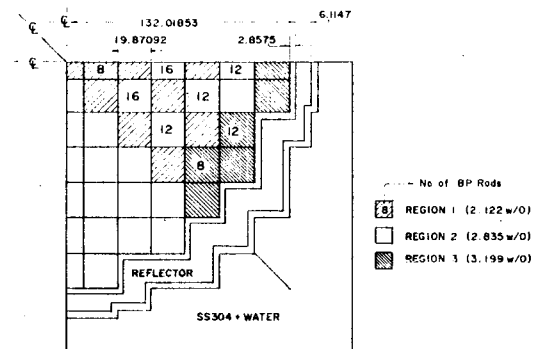 ℄ 132.01853 6.1147
℄
19.87092 2.8575
℄
8 16 12
16 12
12 12
8
No of BP Rods
8 REGION 1 (2.122 w/o)
REGION 2 (2.835 w/o)
REGION 3 (3.199 w/o)
REFLECTOR
SS304 + WATER